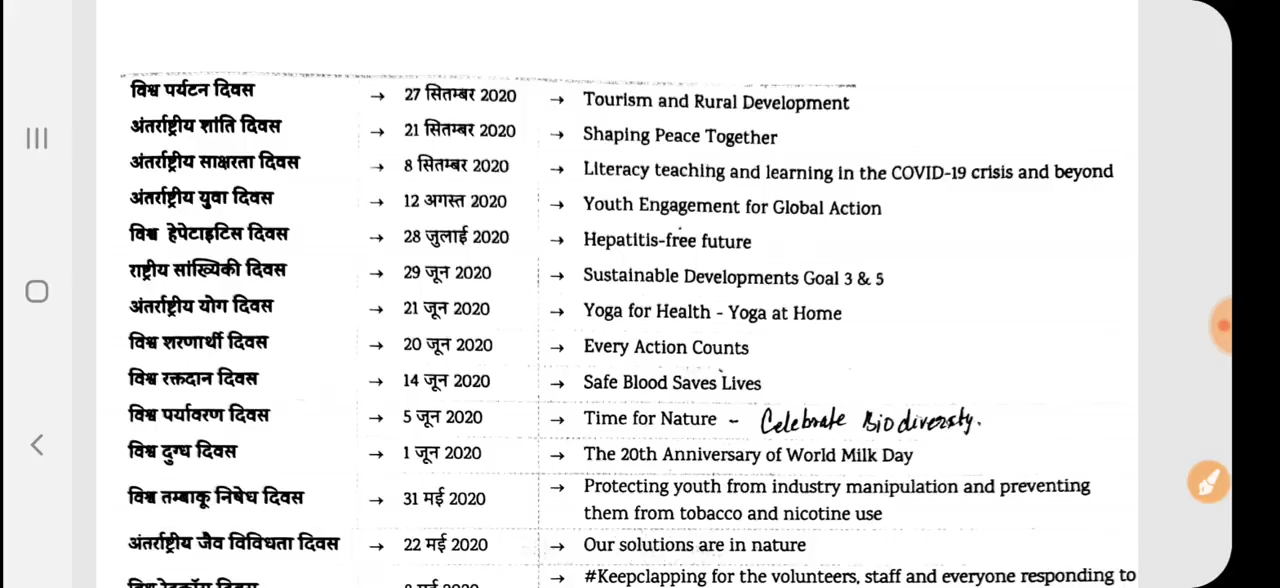 विश्व पर्यटन दिवस → 27 सितम्बर 2020 → Tourism and Rural Development
अंतर्राष्ट्रीय शांति दिवस → 21 सितम्बर 2020 → Shaping Peace Together
अंतर्राष्ट्रीय साक्षरता दिवस → 8 सितम्बर 2020 → Literacy teaching and learning in the COVID-19 crisis and beyond
अंतर्राष्ट्रीय युवा दिवस → 12 अगस्त 2020 → Youth Engagement for Global Action
विश्व हेपेटाइटिस दिवस → 28 जुलाई 2020 → Hepatitis-free future
राष्ट्रीय सांख्यिकी दिवस → 29 जून 2020 → Sustainable Developments Goal 3 & 5
अंतर्राष्ट्रीय योग दिवस → 21 जून 2020 → Yoga for Health - Yoga at Home
विश्व शरणार्थी दिवस → 20 जून 2020 → Every Action Counts
विश्व रक्तदान दिवस → 14 जून 2020 → Safe Blood Saves Lives
विश्व पर्यावरण दिवस → 5 जून 2020 → Time for Nature - Celebrate Biodiversty.
विश्व दुग्ध दिवस → 1 जून 2020 → The 20th Anniversary of World Milk Day
विश्व तम्बाकू निषेध दिवस → 31 मई 2020 → Protecting youth from industry manipulation and preventing
them from tobacco and nicotine use
अंतर्राष्ट्रीय जैव विविधता दिवस → 22 मई 2020 → Our solutions are in nature
→ #Keepclapping for the volunteers, staff and everyone responding to